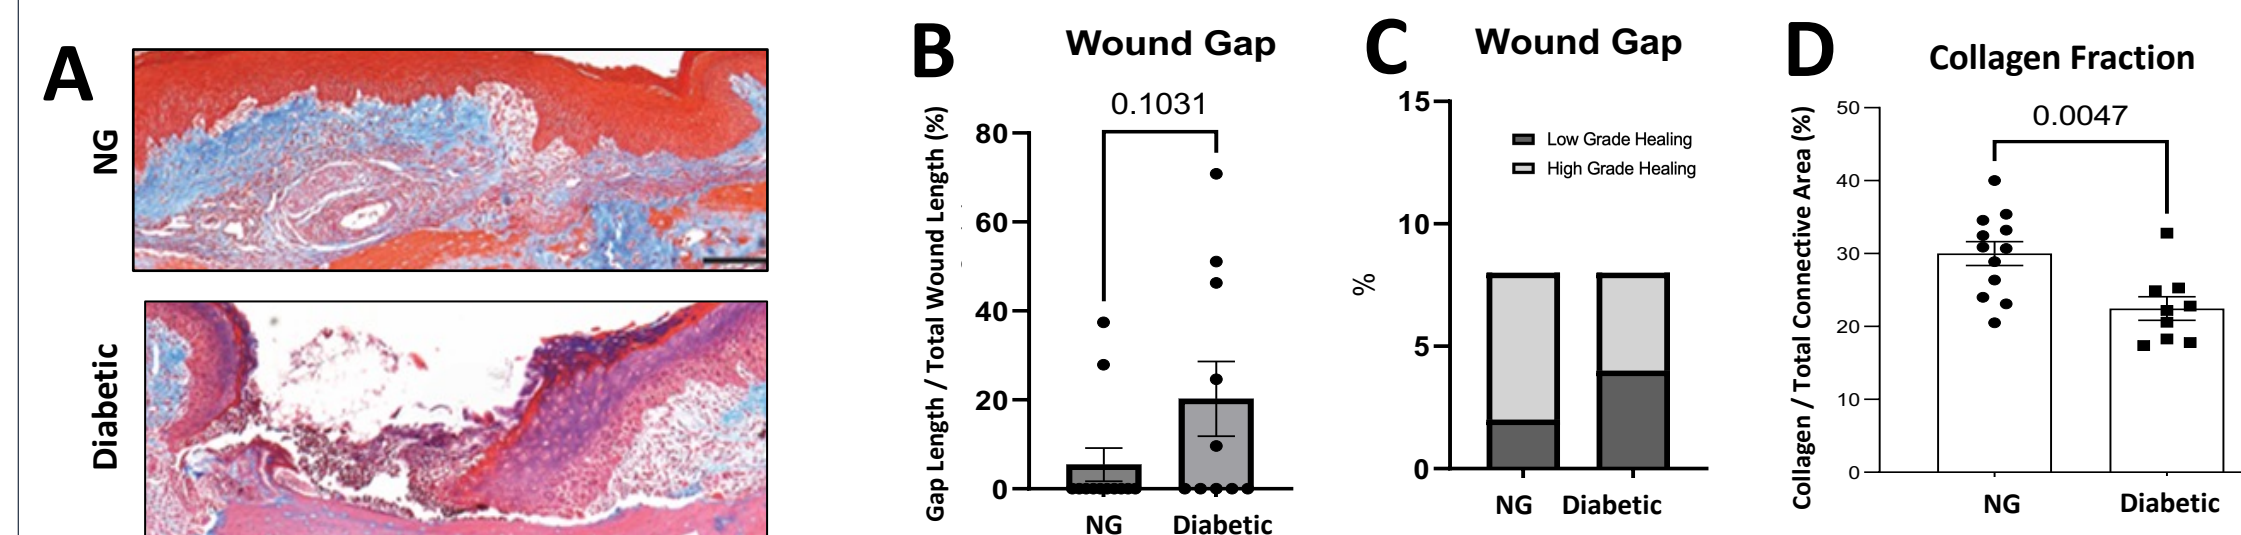 A
NG
Diabetic
B
Wound Gap
0.1031
Gap Length / Total Wound Length (%)
80
60
40
20
0
NG
Diabetic
C
Wound Gap
15
10
5
0
%
Low Grade Healing
High Grade Healing
NG
Diabetic
D
Collagen Fraction
0.0047
Collagen / Total Connective Area (%)
50
40
30
20
10
0
NG
Diabetic